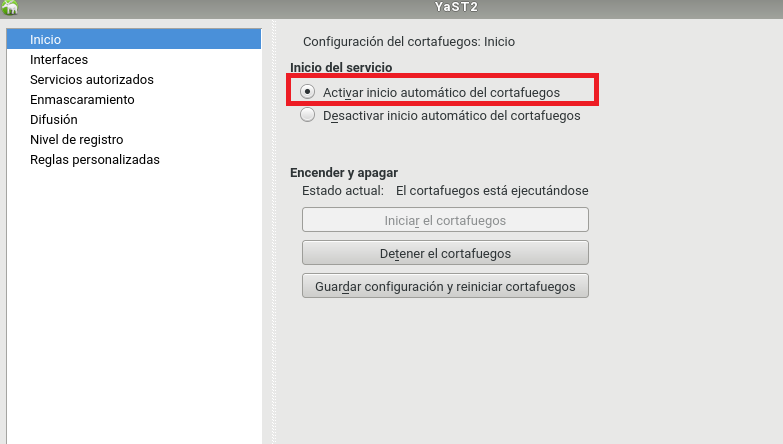 YaST2
Inicio
Interfaces
Servicios autorizados
Enmascaramiento
Difusión
Nivel de registro
Reglas personalizadas
Configuración del cortafuegos: Inicio
Inicio del servicio
Activar inicio automático del cortafuegos
Desactivar inicio automático del cortafuegos
Encender y apagar
Estado actual: El cortafuegos está ejecutándose
Iniciar el cortafuegos
Detener el cortafuegos
Guardar configuración y reiniciar cortafuegos